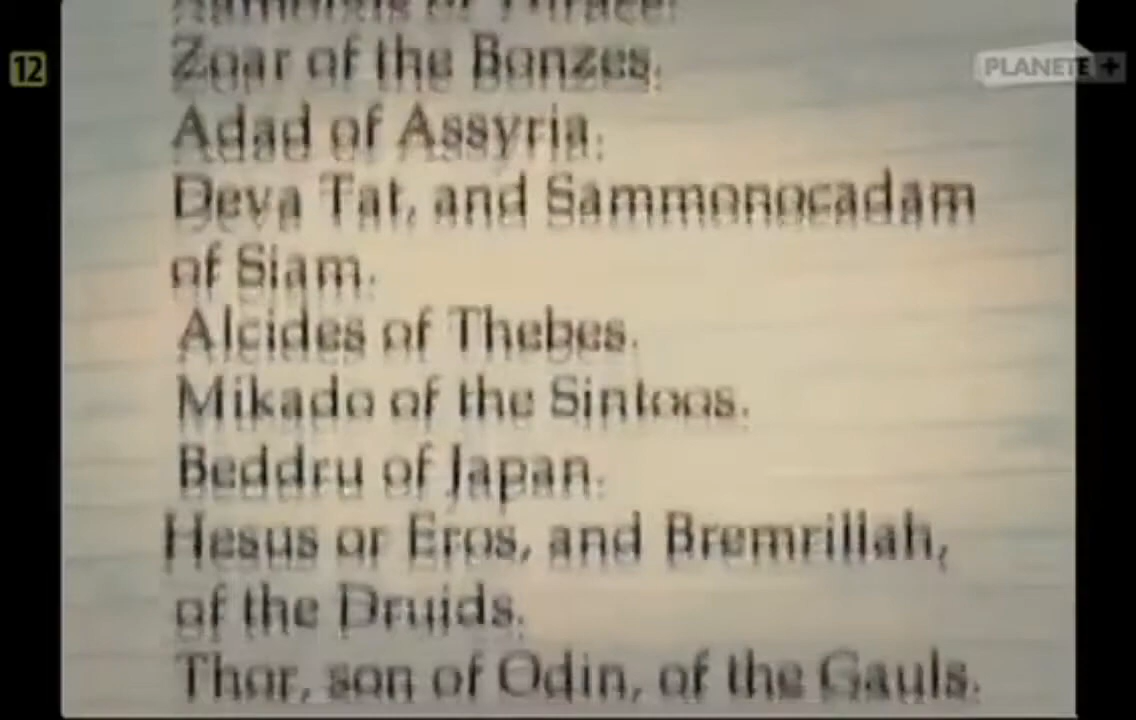 12
PLANETE +
Zoar of the Bonzes.
Adad of Assyria.
Deva Tat, and Sammonocadam
of Siam.
Alcides of Thebes.
Mikado of the Sintoos.
Beddru of Japan.
Hesus or Eros, and Bremrillah,
of the Druids.
Thor, son of Odin, of the Gauls.